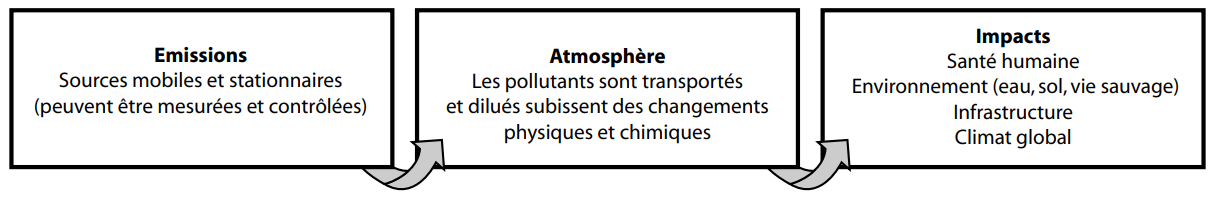 Emissions
Sources mobiles et stationnaires
(peuvent être mesurées et contrôlées)
Atmosphère
Les pollutants sont transportés
et dilués subissent des changements
physiques et chimiques
Impacts
Santé humaine
Environnement (eau, sol, vie sauvage)
Infrastructure
Climat global